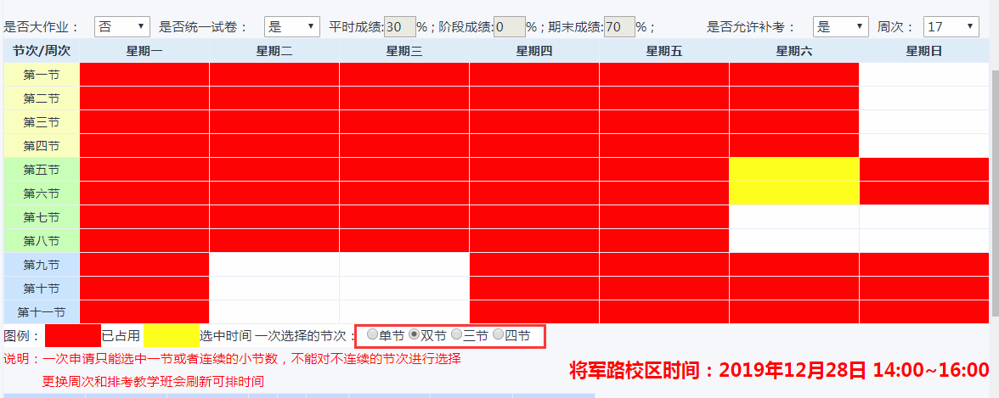 是否大作业： 否 是否统一试卷： 是 平时成绩:30% ; 阶段成绩:0% ; 期末成绩:70% ; 是否允许补考： 是 周次： 17
节次/周次 星期一 星期二 星期三 星期四 星期五 星期六 星期日
第一节
第二节
第三节
第四节
第五节
第六节
第七节
第八节
第九节
第十节
第十一节
图例： 已占用 选中时间 一次选择的节次： 单节 双节 三节 四节
说明：一次申请只能选中一节或者连续的小节数，不能对不连续的节次进行选择
更换周次和排考教学班会刷新可排时间
将军路校区时间：2019年12月28日 14:00~16:00